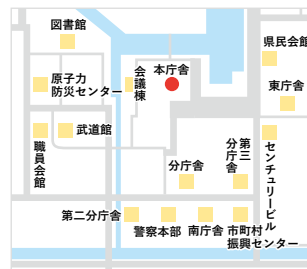 図書館
県民会館
本庁舎
会議棟
原子力
防災センター
東庁舎
職員会館
武道館
第三
分庁舎
分庁舎
センチュリービル
第二分庁舎
警察本部
南庁舎
市町村
振興センター